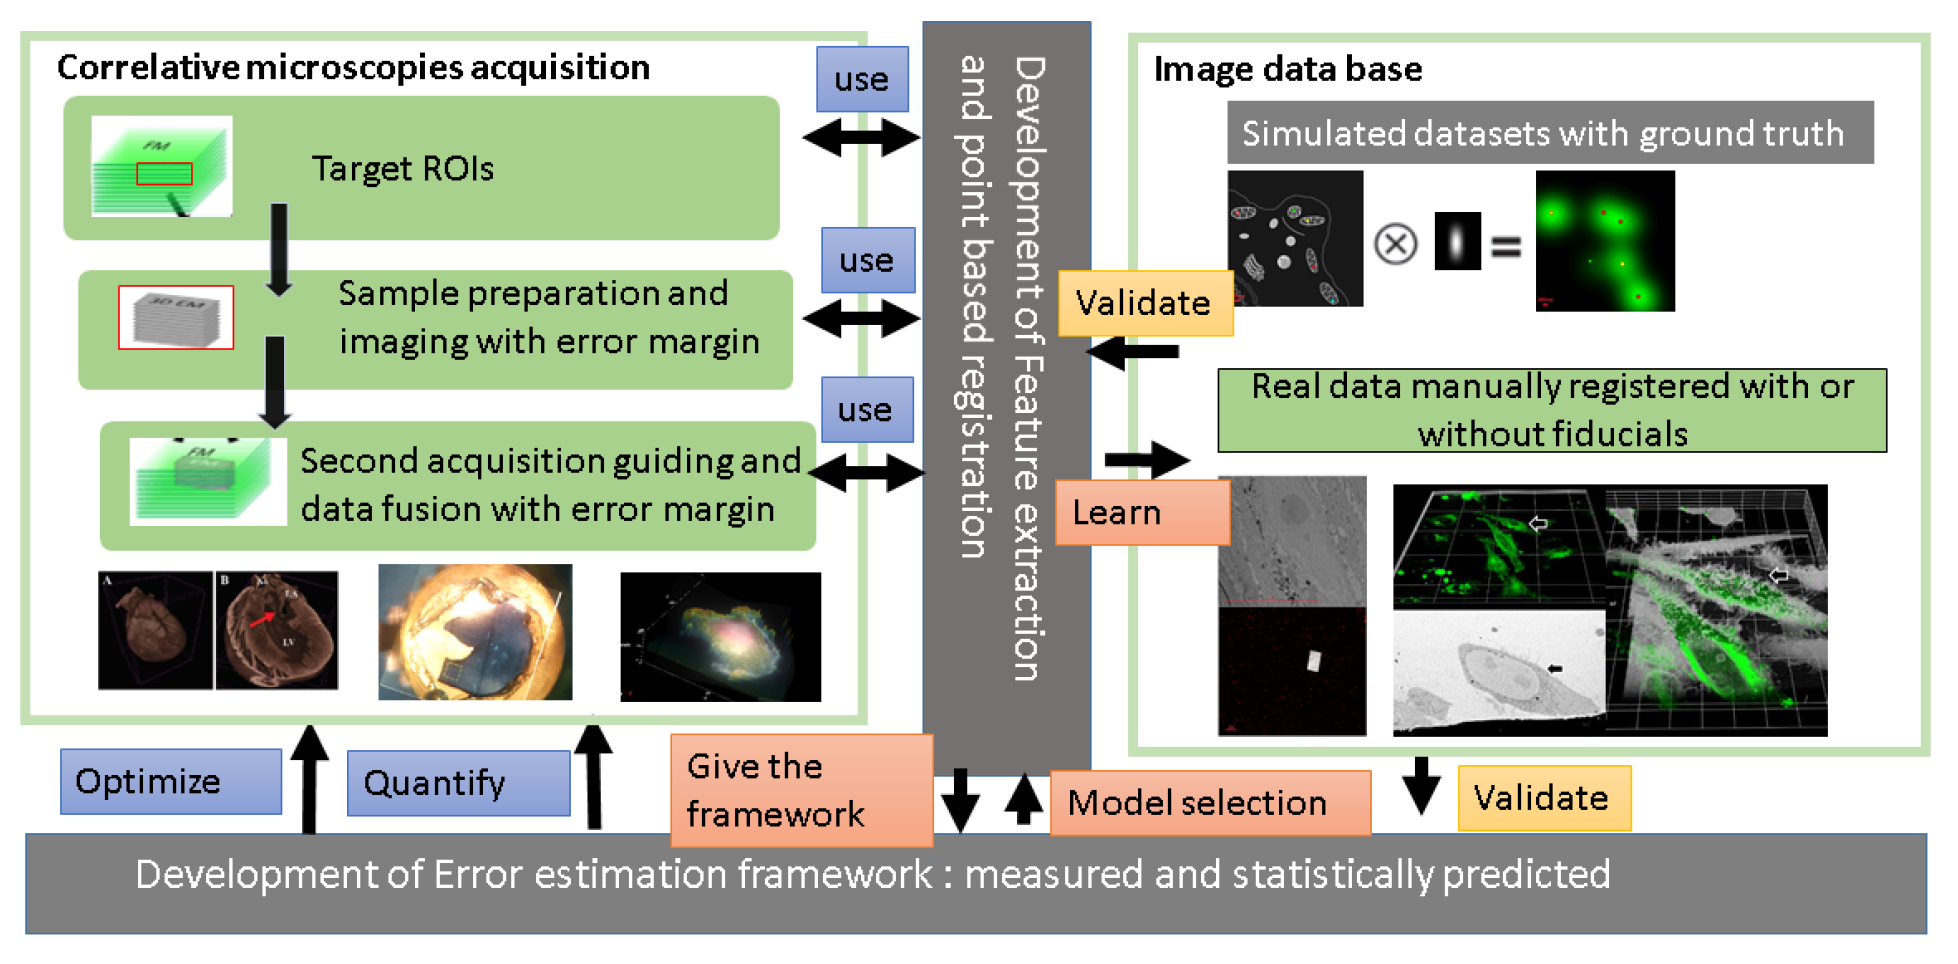 Correlative microscopies acquisition
FM
Target ROIs
3D EM
Sample preparation and
imaging with error margin
FM
EM
Second acquisition guiding and
data fusion with error margin
A
B
LV
use
use
use
Development of Feature extraction
and point based registration
Image data base
Simulated datasets with ground truth
=
Validate
Real data manually registered with or
without fiducials
Learn
Optimize
Quantify
Give the
framework
Model selection
Validate
Development of Error estimation framework : measured and statistically predicted